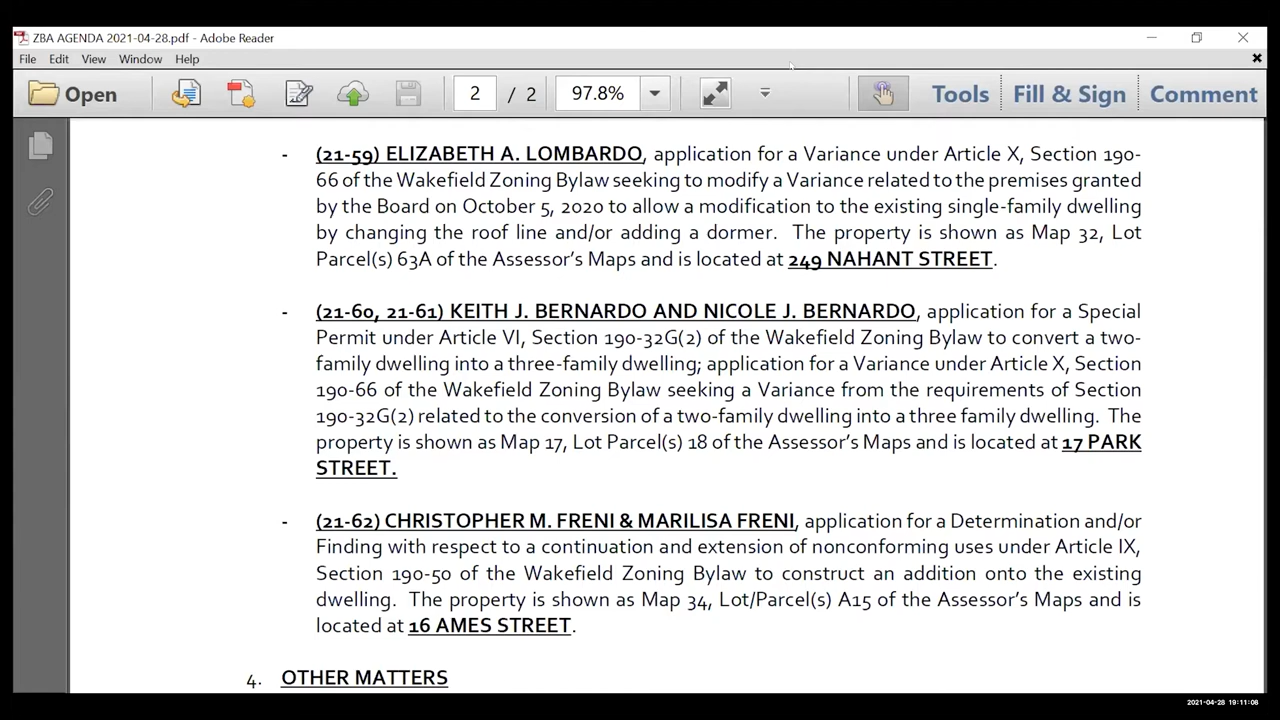 ZBA AGENDA 2021-04-28.pdf - Adobe Reader
File Edit View Window Help
Open 2 / 2 97.8% Tools Fill & Sign Comment
- (21-59) ELIZABETH A. LOMBARDO, application for a Variance under Article X, Section 190-
66 of the Wakefield Zoning Bylaw seeking to modify a Variance related to the premises granted
by the Board on October 5, 2020 to allow a modification to the existing single-family dwelling
by changing the roof line and/or adding a dormer. The property is shown as Map 32, Lot
Parcel(s) 63A of the Assessor's Maps and is located at 249 NAHANT STREET.
- (21-60, 21-61) KEITH J. BERNARDO AND NICOLE J. BERNARDO, application for a Special
Permit under Article VI, Section 190-32G(2) of the Wakefield Zoning Bylaw to convert a two-
family dwelling into a three-family dwelling; application for a Variance under Article X, Section
190-66 of the Wakefield Zoning Bylaw seeking a Variance from the requirements of Section
190-32G(2) related to the conversion of a two-family dwelling into a three family dwelling. The
property is shown as Map 17, Lot Parcel(s) 18 of the Assessor's Maps and is located at 17 PARK
STREET.
- (21-62) CHRISTOPHER M. FRENI & MARILISA FRENI, application for a Determination and/or
Finding with respect to a continuation and extension of nonconforming uses under Article IX,
Section 190-50 of the Wakefield Zoning Bylaw to construct an addition onto the existing
dwelling. The property is shown as Map 34, Lot/Parcel(s) A15 of the Assessor's Maps and is
located at 16 AMES STREET.
4. OTHER MATTERS
2021-04-28 19:11:08